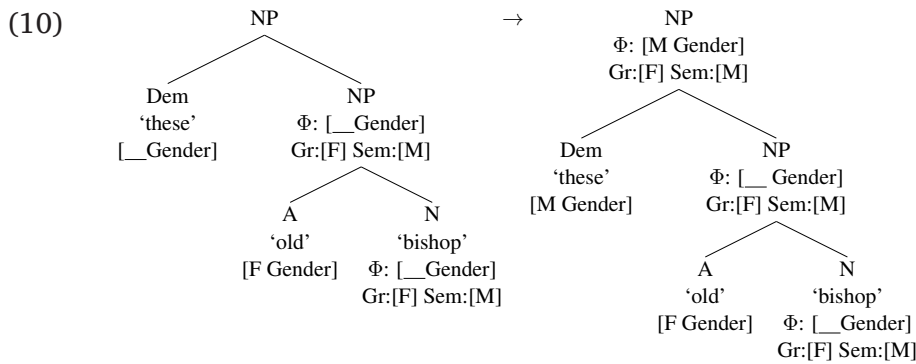 (10)
NP → NP
Φ: [M Gender]
Gr:[F] Sem:[M]
Dem NP
‘these’ Φ: [__Gender]
[__Gender] Gr:[F] Sem:[M]
Dem NP
‘these’ Φ: [__ Gender]
[M Gender] Gr:[F] Sem:[M]
A N
‘old’ ‘bishop’
[F Gender] Φ: [__Gender]
Gr:[F] Sem:[M]
A N
‘old’ ‘bishop’
[F Gender] Φ: [__Gender]
Gr:[F] Sem:[M]